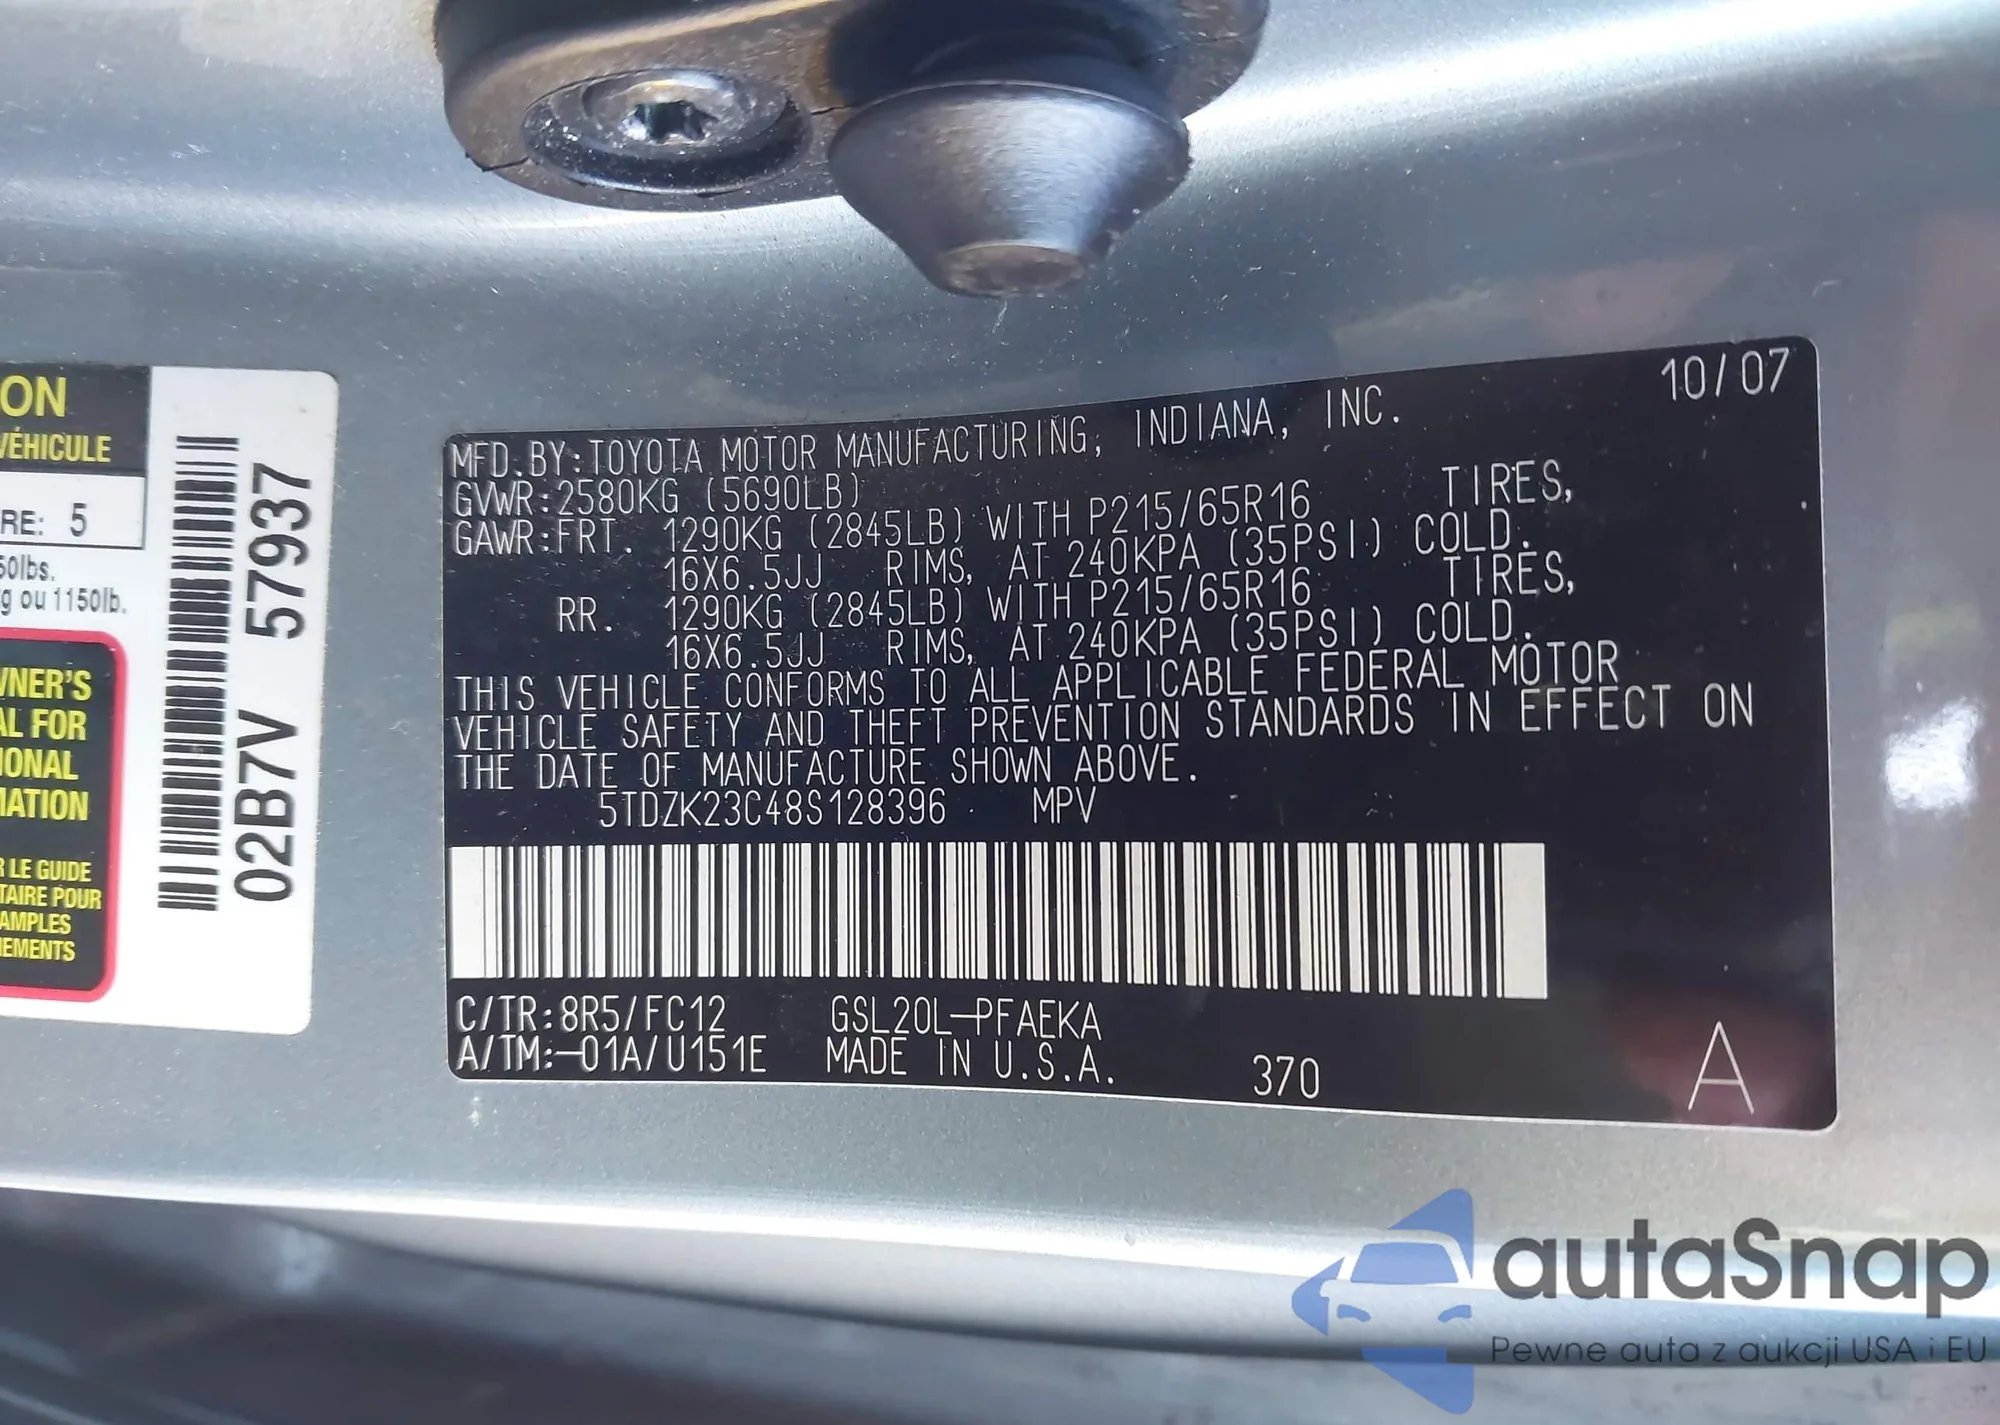 ON
VÉHICULE
RE: 5
50lbs.
g ou 1150lb.
WNER'S
AL FOR
IONAL
MATION
R LE GUIDE
TAIRE POUR
AMPLES
NEMENTS
02B7V 57937
10/07
MFD.BY:TOYOTA MOTOR MANUFACTURING, INDIANA, INC.
GVWR:2580KG (5690LB)
GAWR:FRT. 1290KG (2845LB) WITH P215/65R16 TIRES,
16X6.5JJ RIMS, AT 240KPA (35PSI) COLD.
RR. 1290KG (2845LB) WITH P215/65R16 TIRES,
16X6.5JJ RIMS, AT 240KPA (35PSI) COLD.
THIS VEHICLE CONFORMS TO ALL APPLICABLE FEDERAL MOTOR
VEHICLE SAFETY AND THEFT PREVENTION STANDARDS IN EFFECT ON
THE DATE OF MANUFACTURE SHOWN ABOVE.
5TDZK23C48S128396 MPV
C/TR:8R5/FC12 GSL20L-PFAEKA
A/TM:-01A/U151E MADE IN U.S.A. 370 A
autaSnap
Pewne auta z aukcji USA i EU